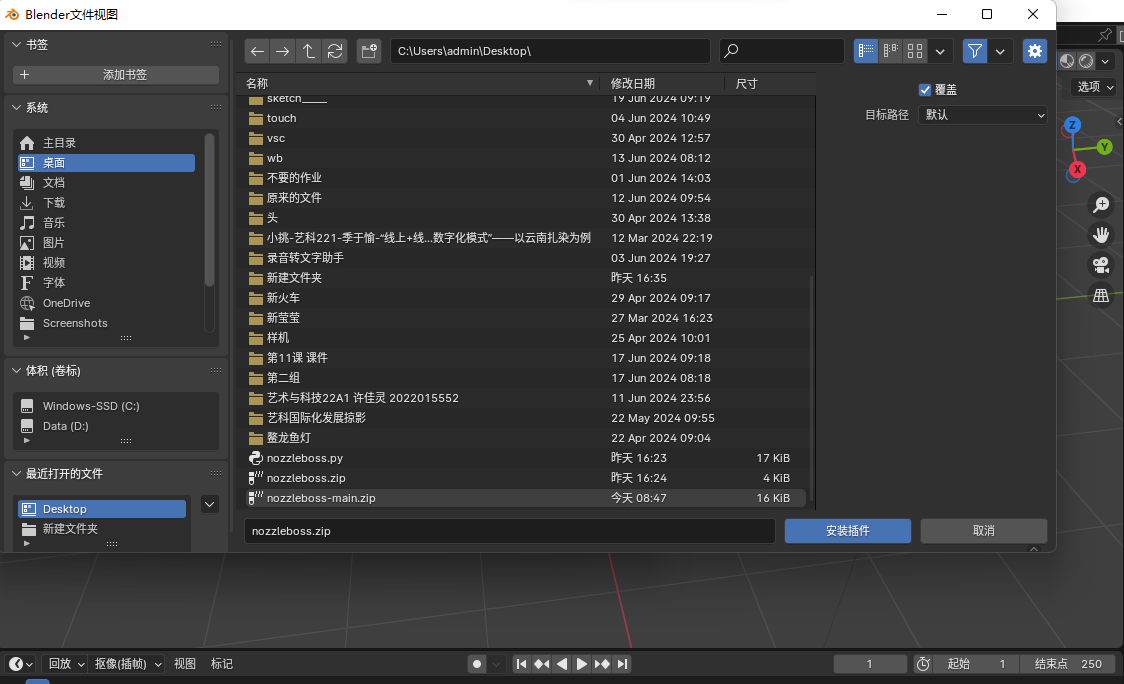 Blender文件视图
书签
添加书签
系统
主目录
桌面
文档
下载
音乐
图片
视频
字体
OneDrive
Screenshots
体积 (卷标)
Windows-SSD (C:)
Data (D:)
最近打开的文件
Desktop
新建文件夹
C:\Users\admin\Desktop\
名称 修改日期 尺寸
sketch____ 19 Jun 2024 09:19
touch 04 Jun 2024 10:49
vsc 30 Apr 2024 12:57
wb 13 Jun 2024 08:12
不要的作业 01 Jun 2024 14:03
原来的文件 12 Jun 2024 09:54
头 30 Apr 2024 13:38
小挑-艺科221-季于愉-“线上+线...数字化模式”——以云南扎染为例 12 Mar 2024 22:19
录音转文字助手 03 Jun 2024 19:27
新建文件夹 昨天 16:35
新火车 29 Apr 2024 09:17
新莹莹 27 Mar 2024 16:23
样机 25 Apr 2024 10:01
第11课 课件 17 Jun 2024 09:18
第二组 17 Jun 2024 08:18
艺术与科技22A1 许佳灵 2022015552 11 Jun 2024 23:56
艺科国际化发展掠影 22 May 2024 09:55
鳌龙鱼灯 22 Apr 2024 09:04
nozzleboss.py 昨天 16:23 17 KiB
nozzleboss.zip 昨天 16:24 4 KiB
nozzleboss-main.zip 今天 08:47 16 KiB
nozzleboss.zip 安装插件 取消
覆盖
目标路径 默认
选项
Z
Y
X
回放 抠像(插帧) 视图 标记 1 起始 1 结束点 250